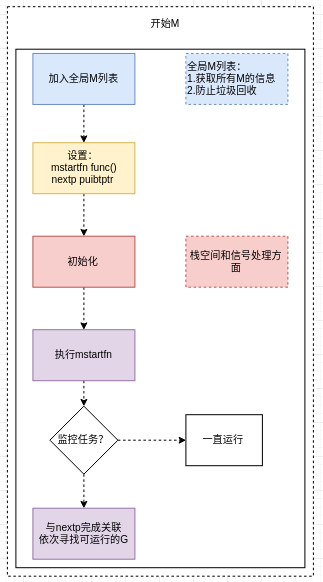 开始M
加入全局M列表
全局M列表：
1.获取所有M的信息
2.防止垃圾回收
设置：
mstartfn func()
nextp puibtptr
初始化
栈空间和信号处理方
面
执行mstartfn
监控任务?
一直运行
与nextp完成关联
依次寻找可运行的G